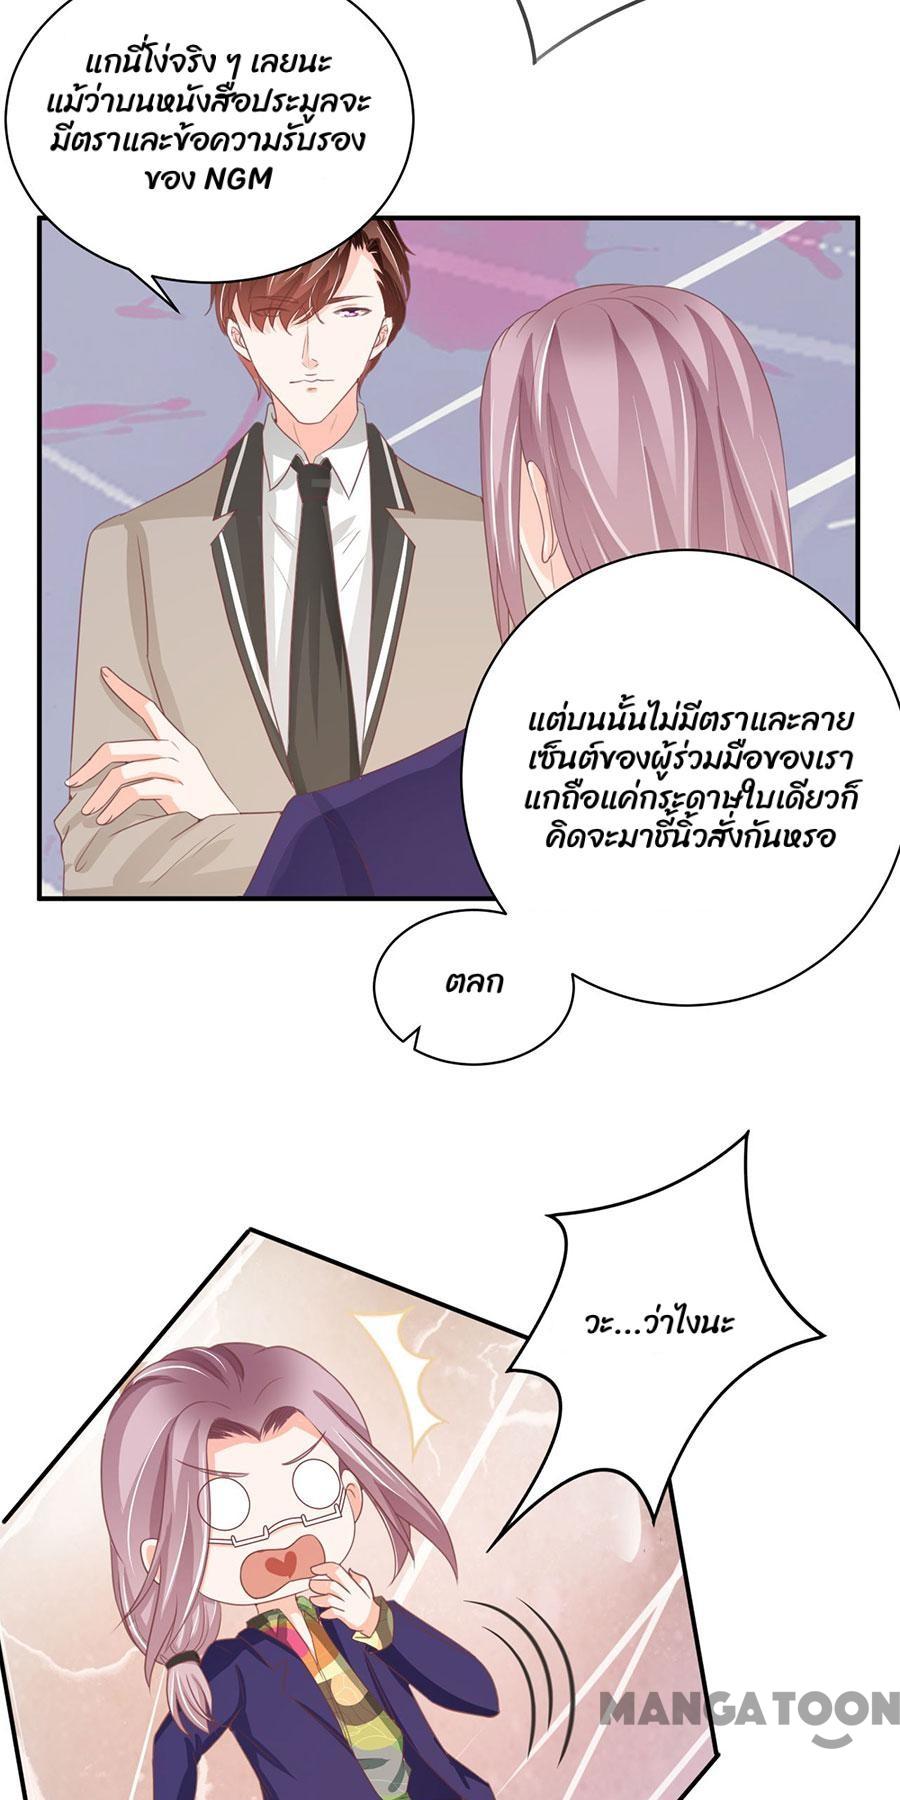 แกนี่โง่จริง ๆ เลยนะ
แม้ว่าบนหนังสือประมูลจะ
มีตราและข้อความรับรอง
ของ NGM
แต่บนนั้นไม่มีตราและลาย
เซ็นต์ของผู้ร่วมมือของเรา
แกถือแค่กระดาษใบเดียวก็
คิดจะมาชี้นิ้วสั่งกันหรอ
ตลก
วะ...ว่าไงนะ
MANGATOON